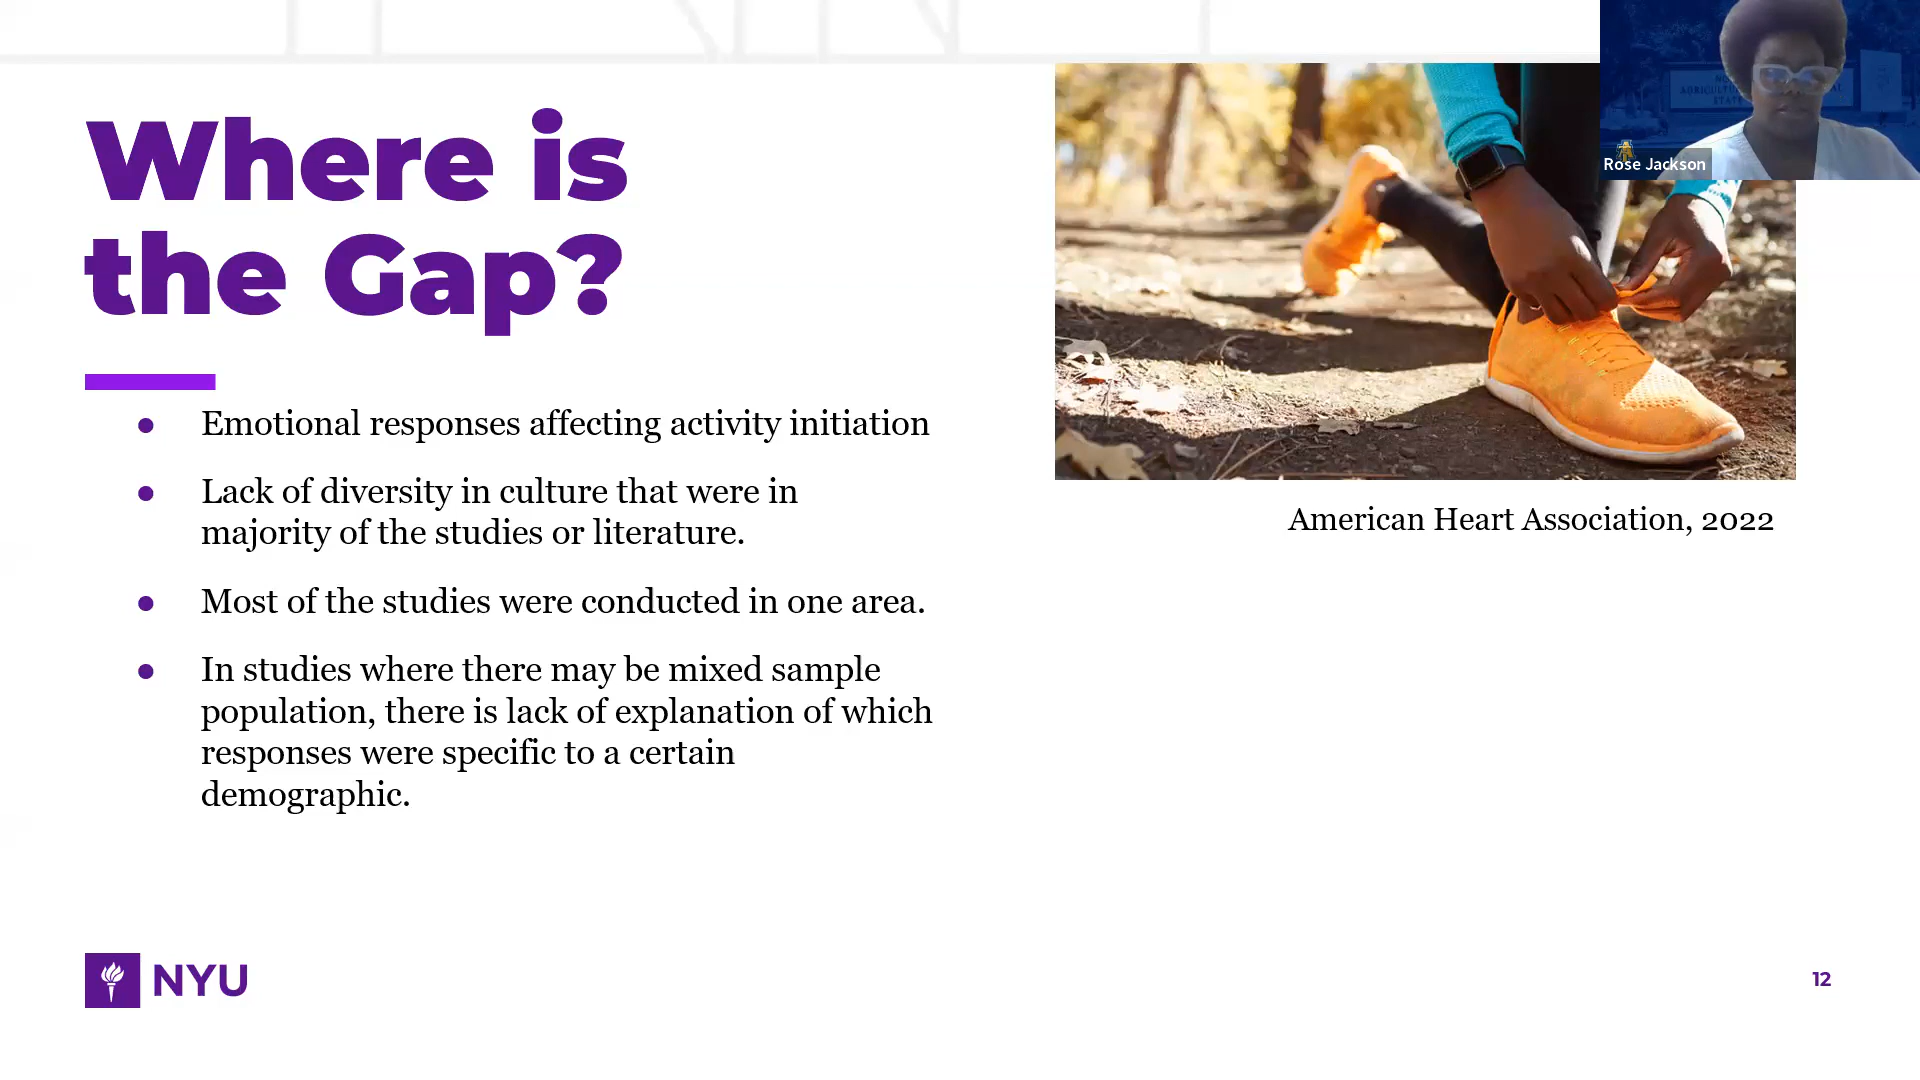 Where is
the Gap?
Emotional responses affecting activity initiation
Lack of diversity in culture that were in
majority of the studies or literature.
Most of the studies were conducted in one area.
In studies where there may be mixed sample
population, there is lack of explanation of which
responses were specific to a certain
demographic.
Rose Jackson
American Heart Association, 2022
NYU
12